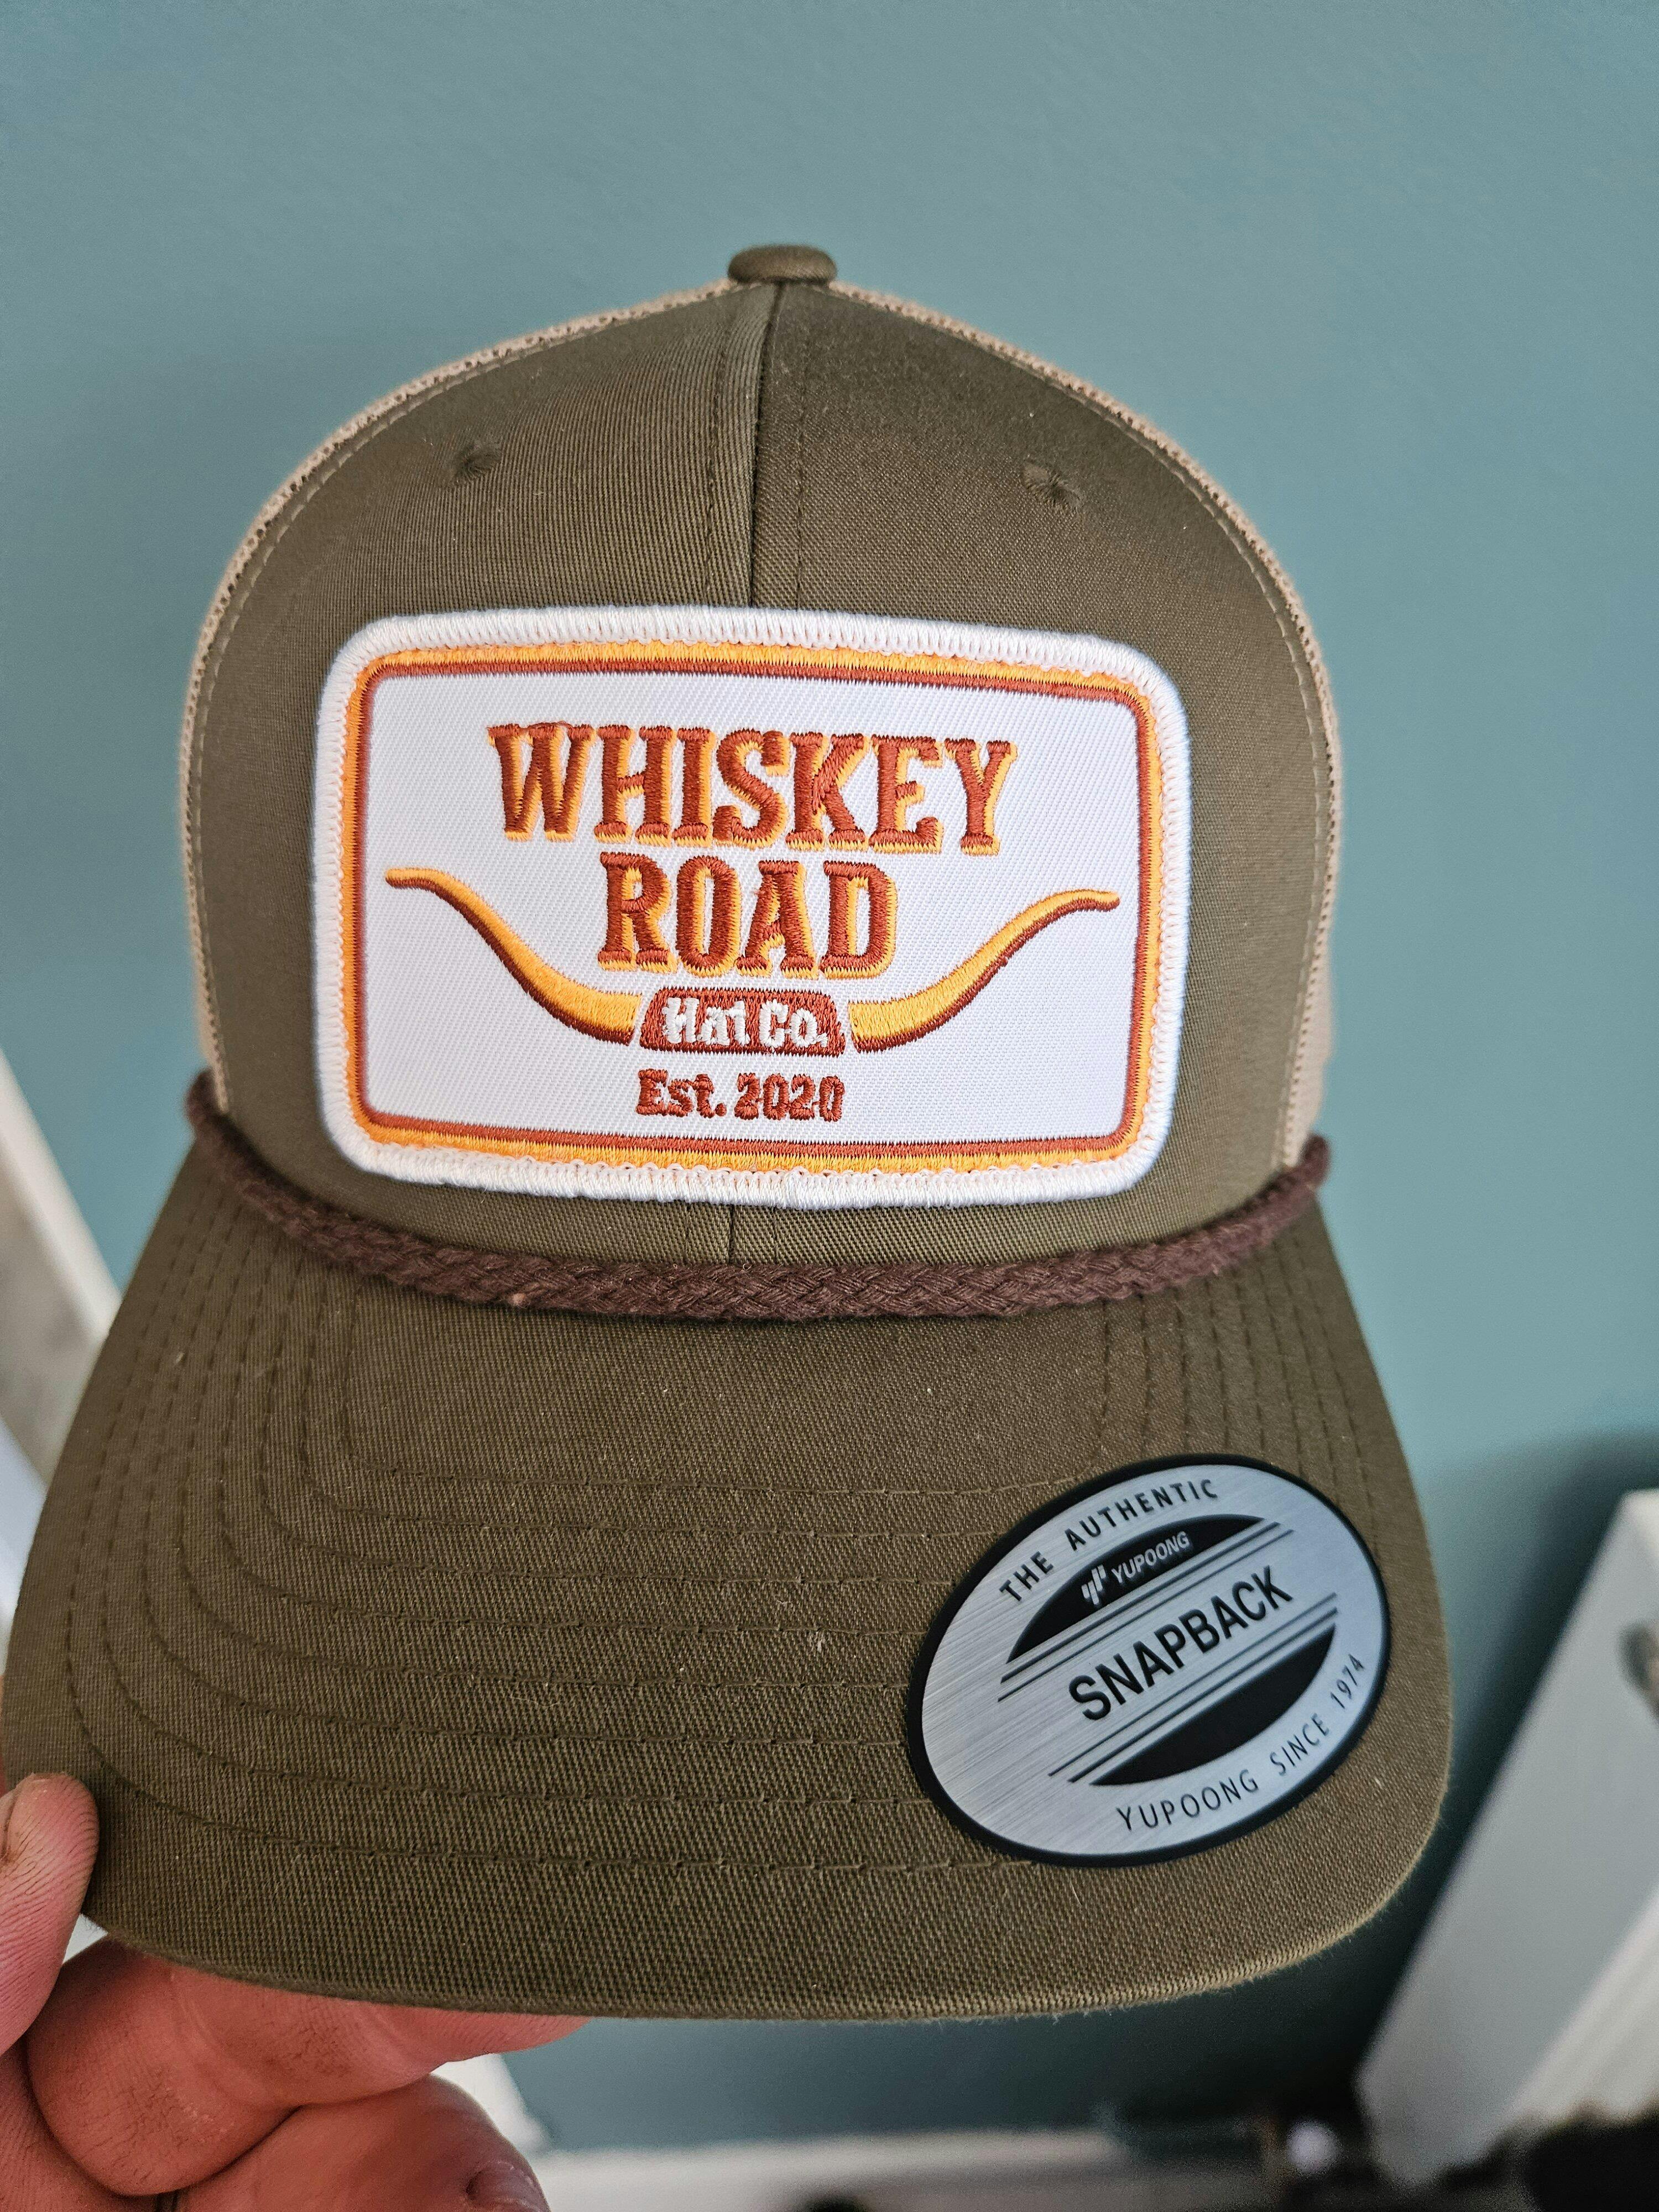 WHISKEY
ROAD
Hat Co.
Est. 2020
THE AUTHENTIC
YUPOONG
SNAPBACK
YUPOONG SINCE 1974